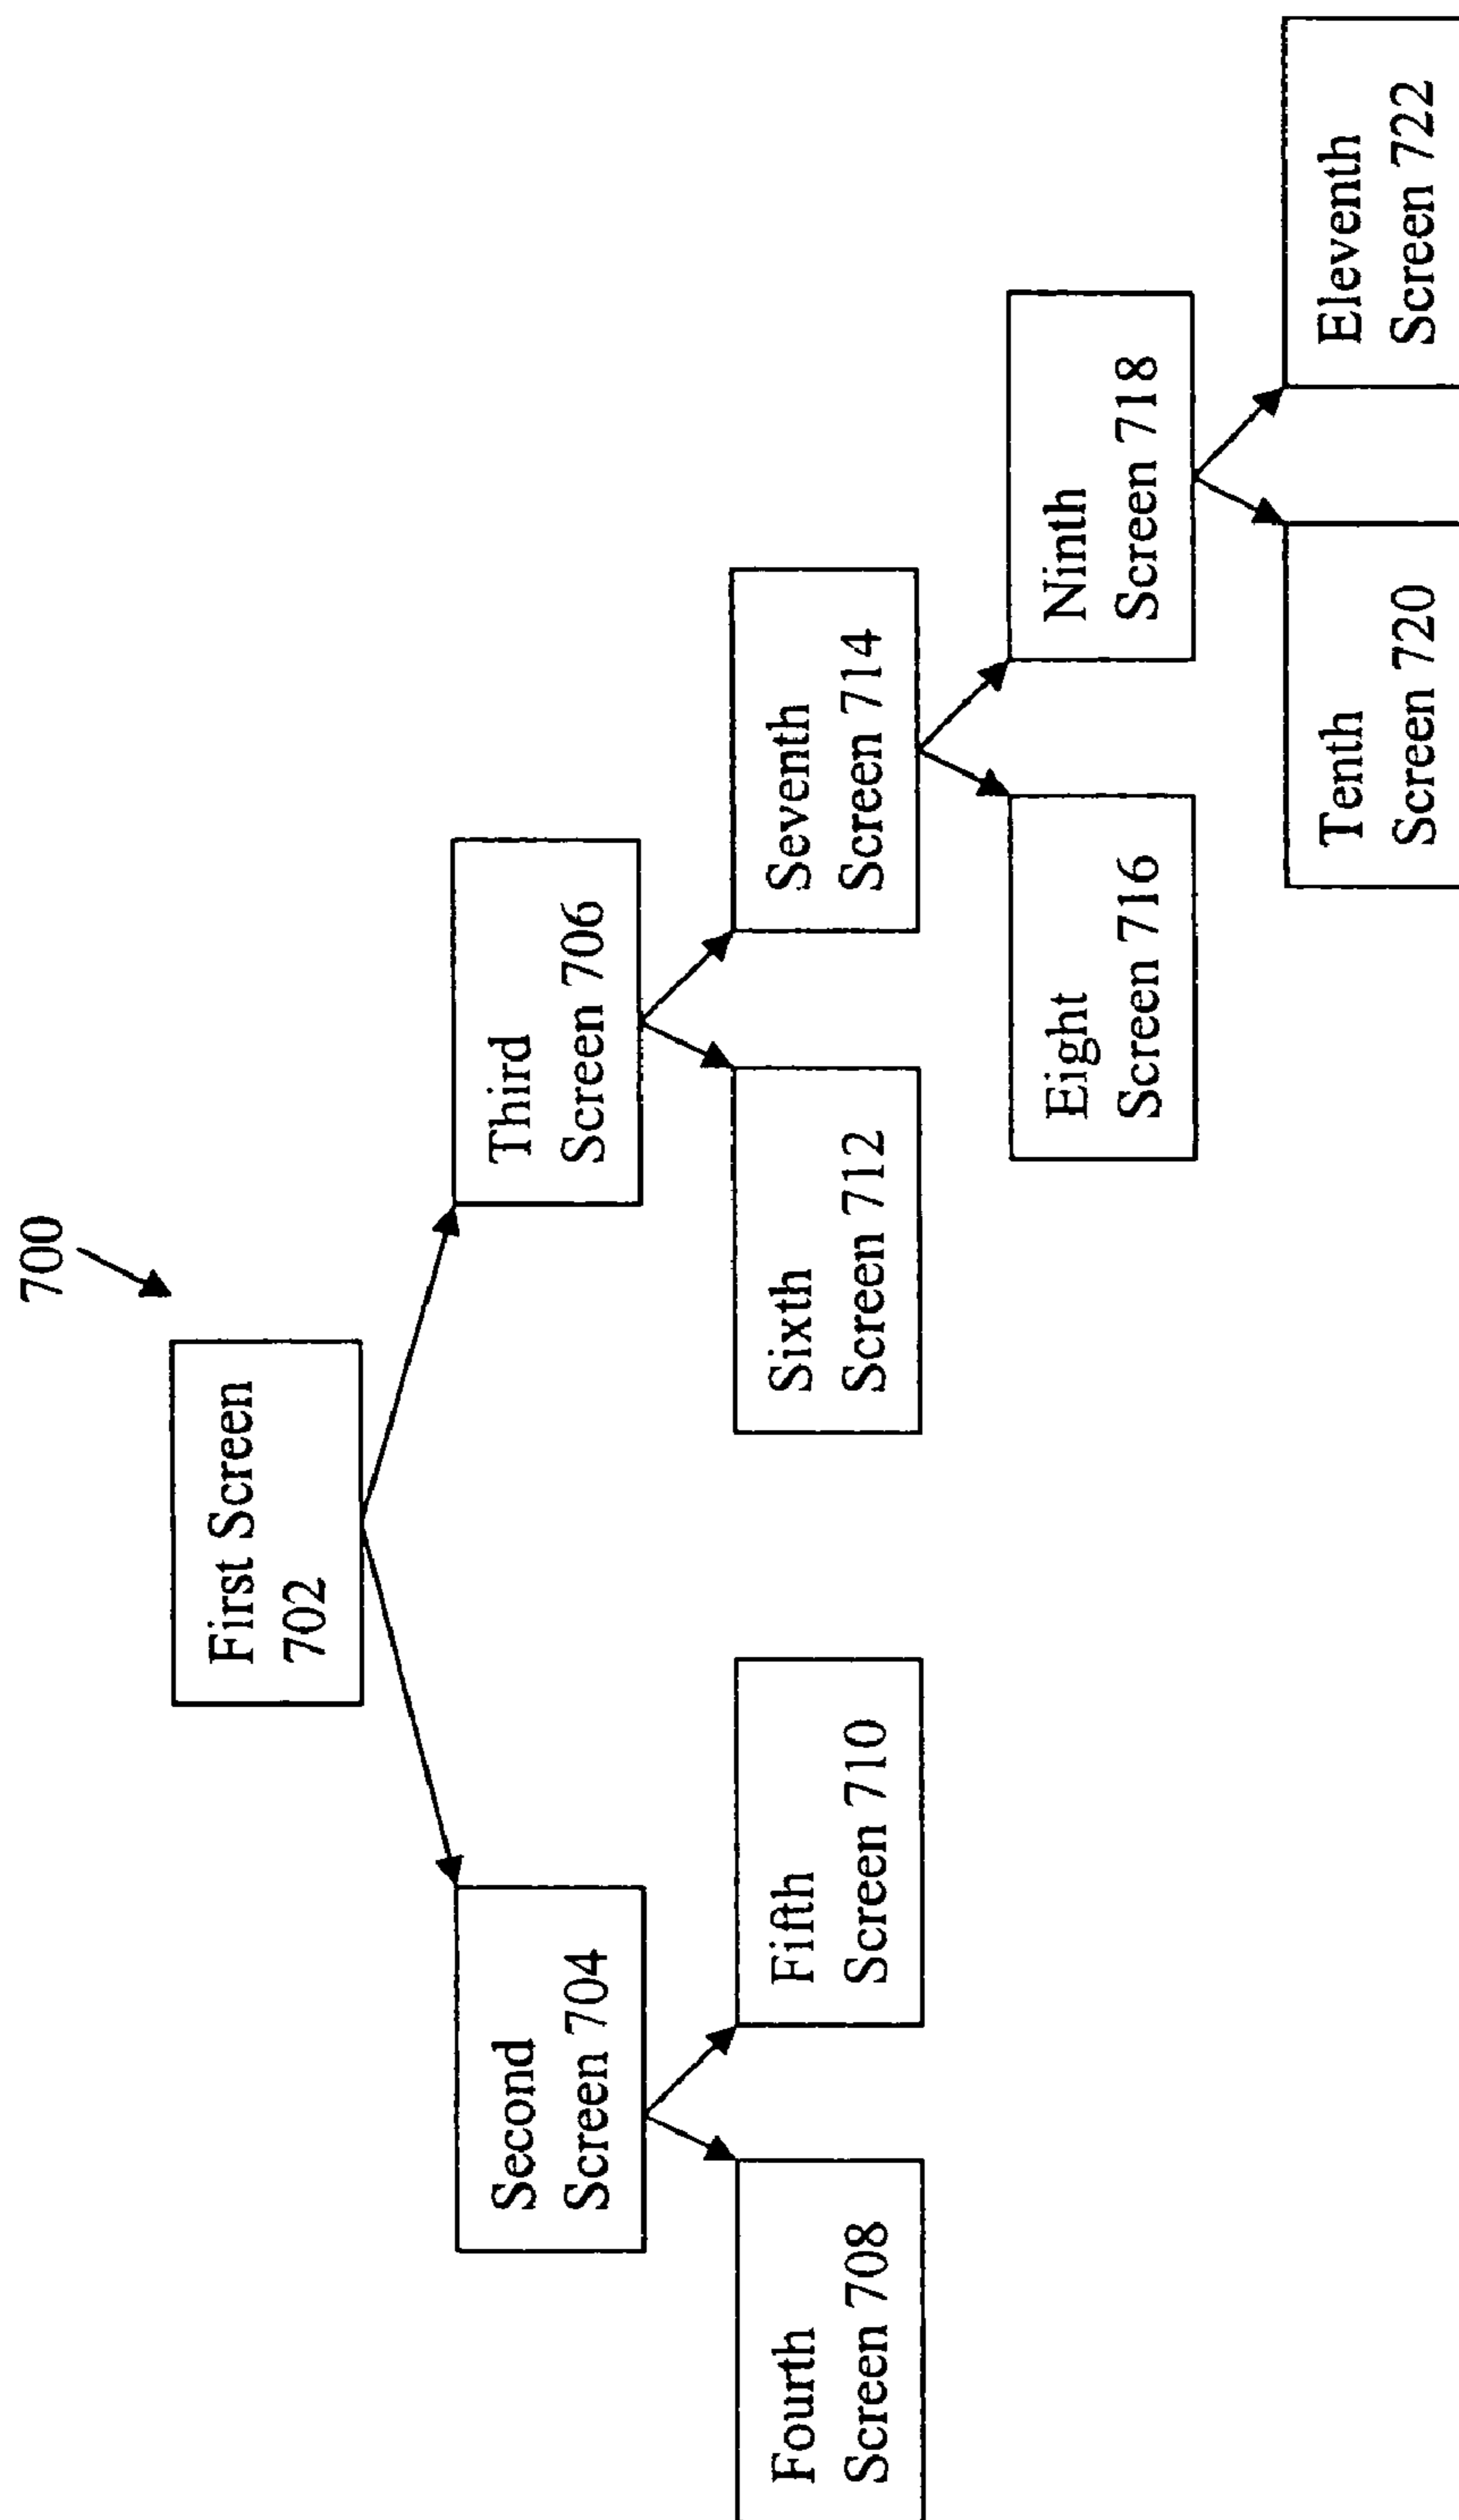 700
First Screen
702
Second
Screen 704
Third
Screen 706
Fourth
Screen 708
Fifth
Screen 710
Sixth
Screen 712
Seventh
Screen 714
Eight
Screen 716
Ninth
Screen 718
Tenth
Screen 720
Eleventh
Screen 722